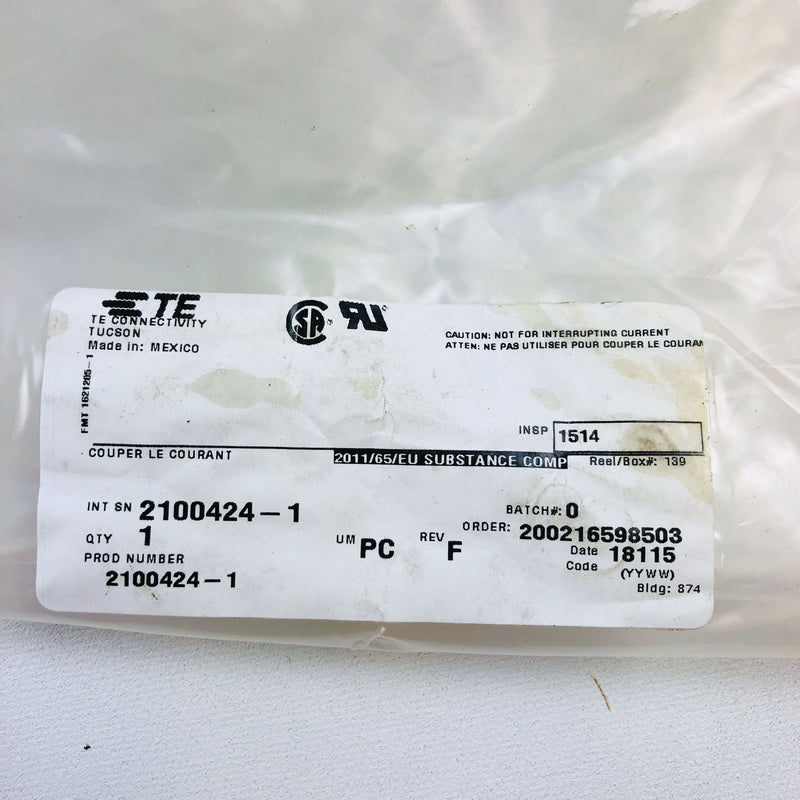 TE
TE CONNECTIVITY
TUCSON
Made in: MEXICO
SA
RU
CAUTION: NOT FOR INTERRUPTING CURRENT
ATTEN: NE PAS UTILISER POUR COUPER LE COURAN
FMT 1621205-1
INSP 1514
COUPER LE COURANT
2011/65/EU SUBSTANCE COMP
Reel/Box#: 139
INT SN 2100424-1
BATCH#: 0
QTY 1
UM PC
REV F
ORDER: 200216598503
PROD NUMBER
2100424-1
Date Code 18115
(YYWW)
Bldg: 874